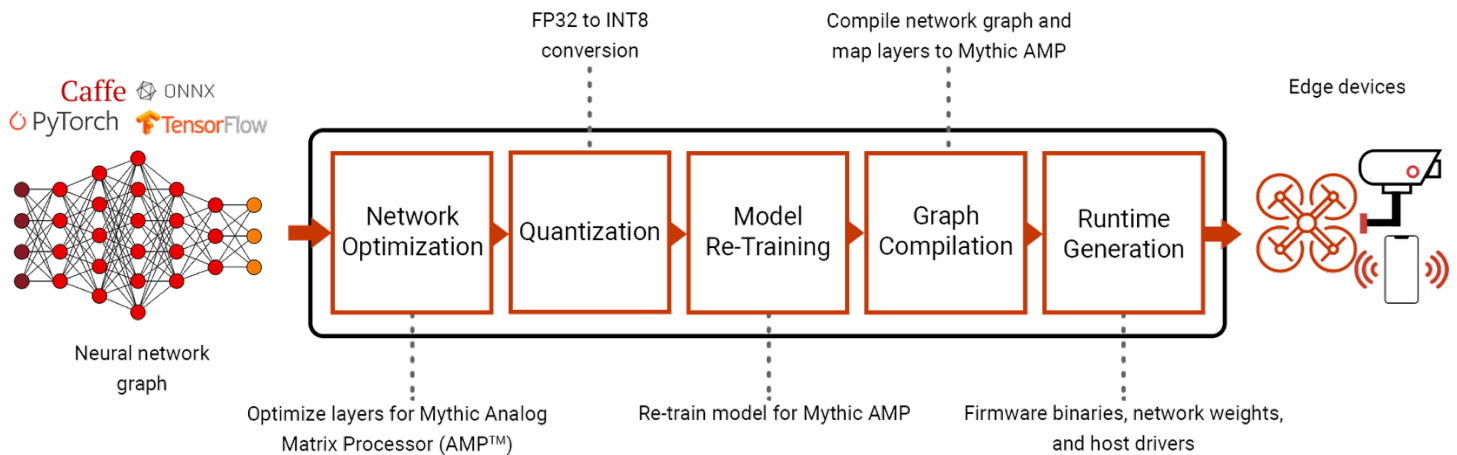 FP32 to INT8
conversion
Compile network graph and
map layers to Mythic AMP
Caffe ONNX
PyTorch TensorFlow
Edge devices
Network
Optimization
Quantization
Model
Re-Training
Graph
Compilation
Runtime
Generation
Neural network
graph
Optimize layers for Mythic Analog
Matrix Processor (AMP™)
Re-train model for Mythic AMP
Firmware binaries, network weights,
and host drivers